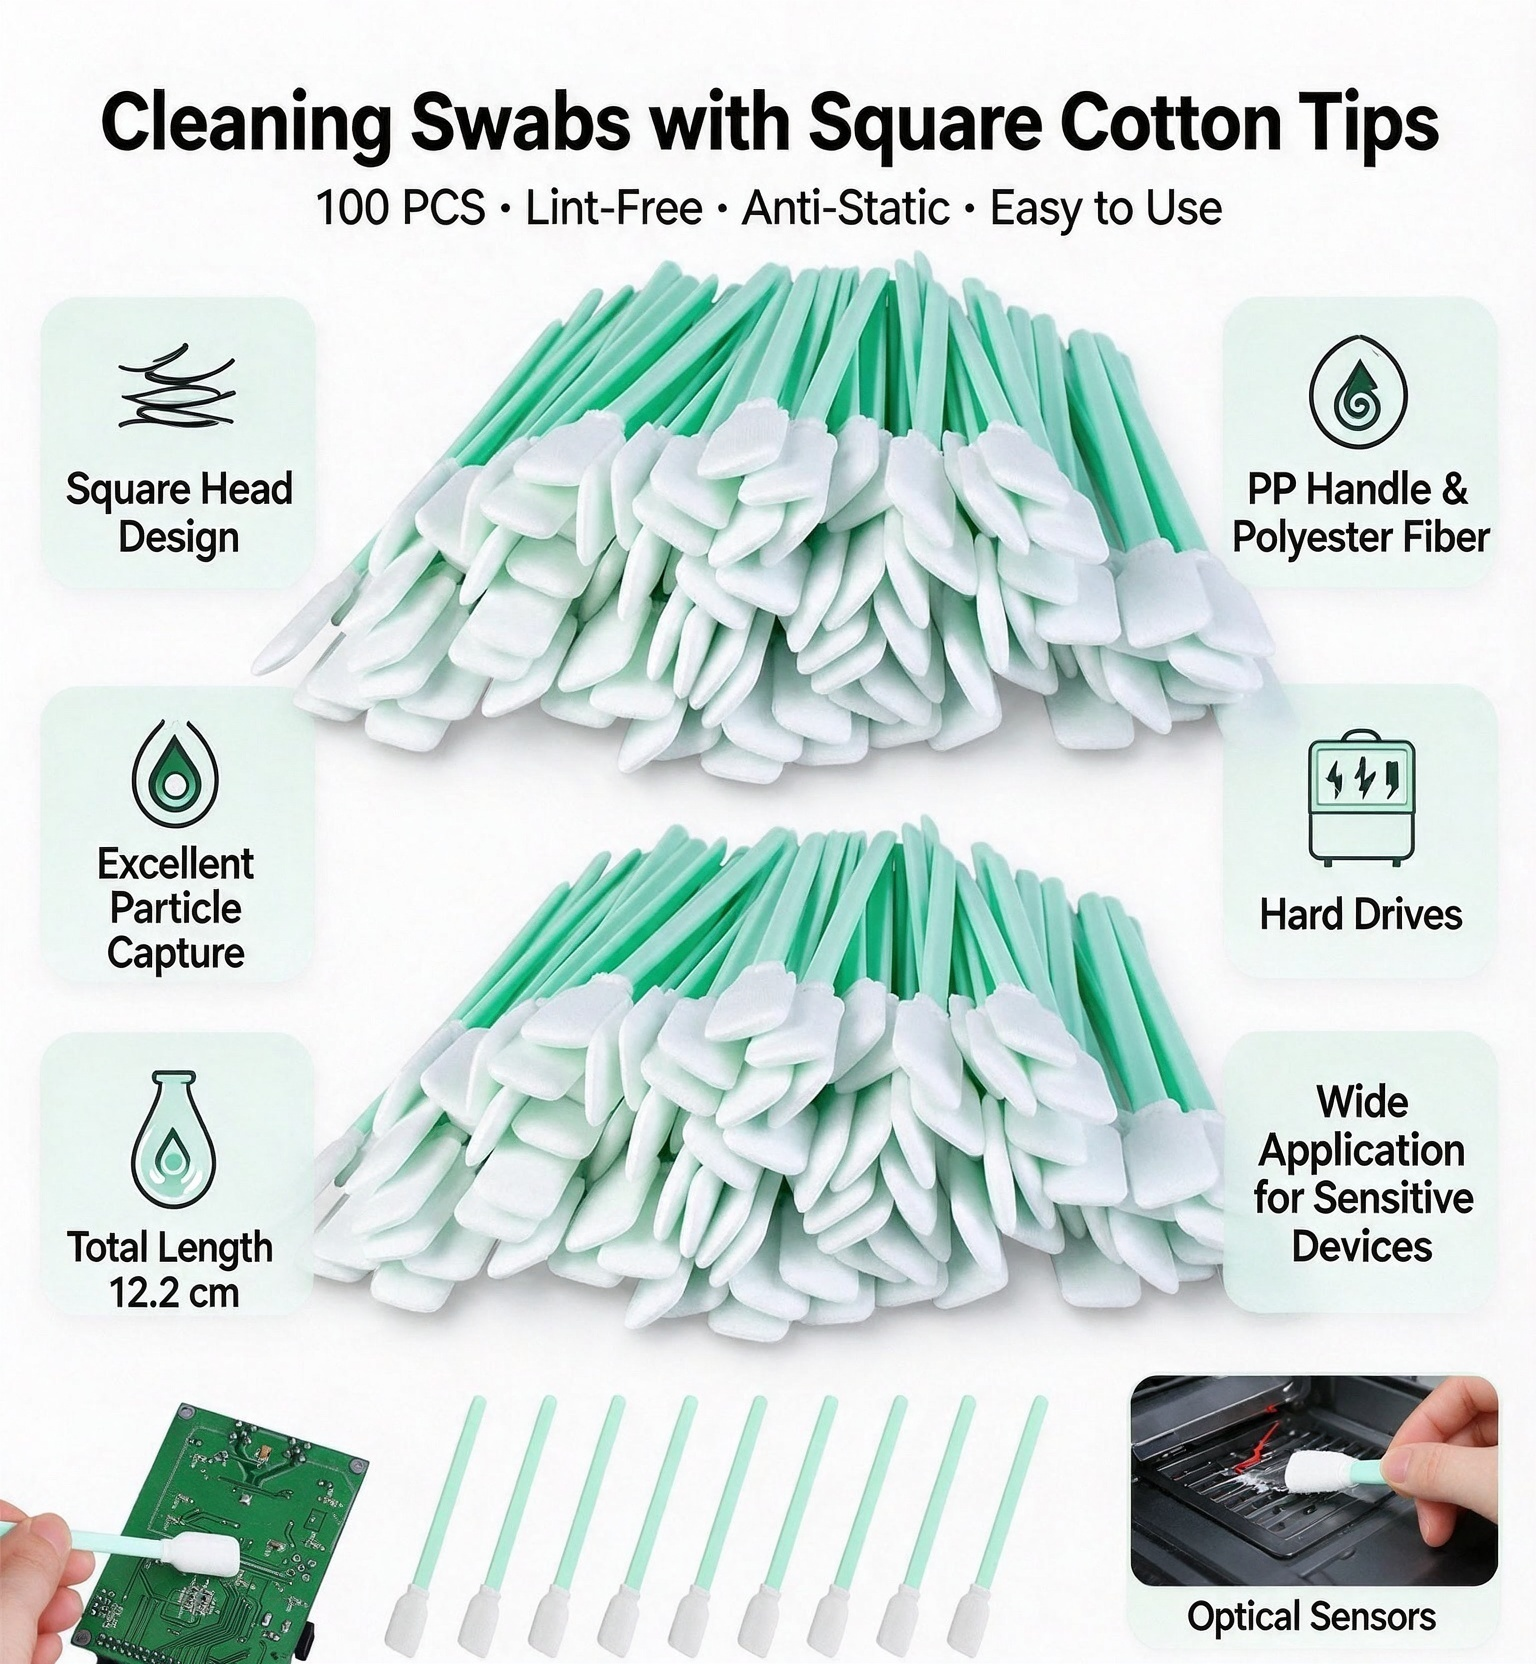 Cleaning Swabs with Square Cotton Tips
100 PCS · Lint-Free · Anti-Static · Easy to Use
Square Head
Design
PP Handle &
Polyester Fiber
Excellent
Particle
Capture
Hard Drives
Total Length
12.2 cm
Wide
Application
for Sensitive
Devices
Optical Sensors